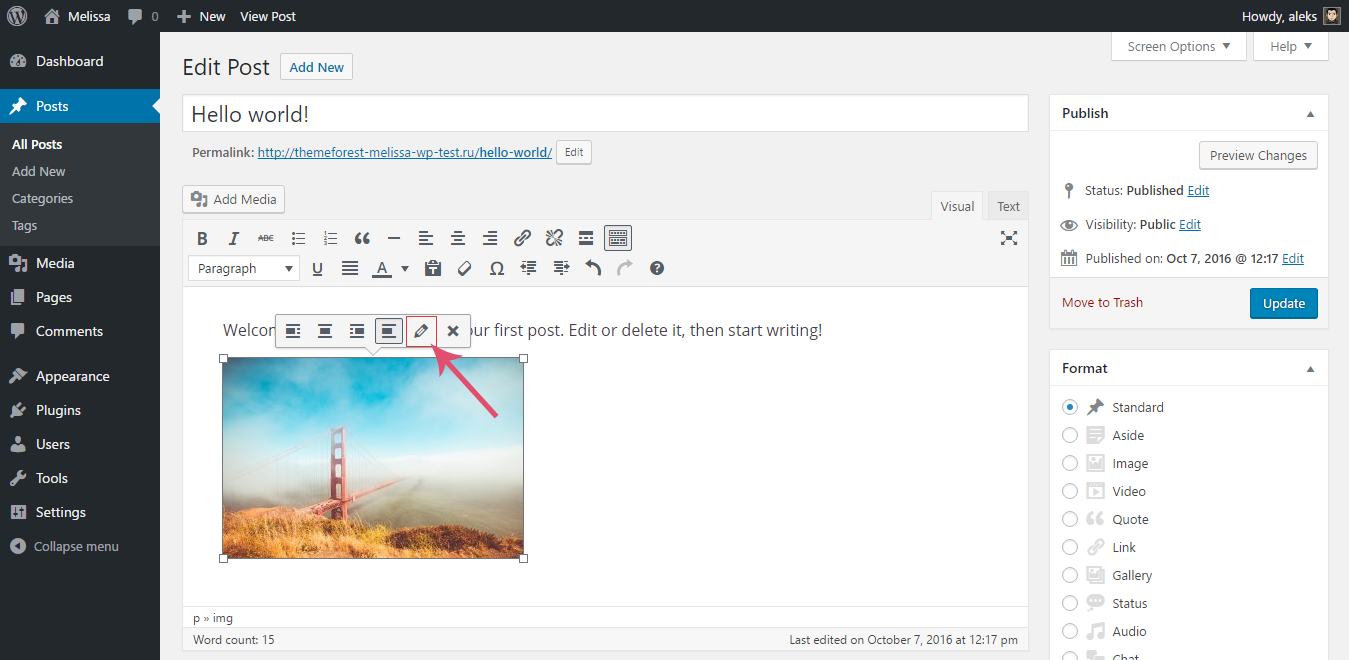 Melissa 0 New View Post Howdy, aleks
Screen Options Help
Dashboard
Posts
All Posts
Add New
Categories
Tags
Media
Pages
Comments
Appearance
Plugins
Users
Tools
Settings
Collapse menu
Edit Post Add New
Hello world!
Permalink: http://themeforest-melissa-wp-test.ru/hello-world/ Edit
Add Media
Visual Text
B I ABC
Paragraph U A
our first post. Edit or delete it, then start writing!
p » img
Word count: 15 Last edited on October 7, 2016 at 12:17 pm
Publish
Preview Changes
Status: Published Edit
Visibility: Public Edit
Published on: Oct 7, 2016 @ 12:17 Edit
Move to Trash Update
Format
Standard
Aside
Image
Video
Quote
Link
Gallery
Status
Audio
Chat